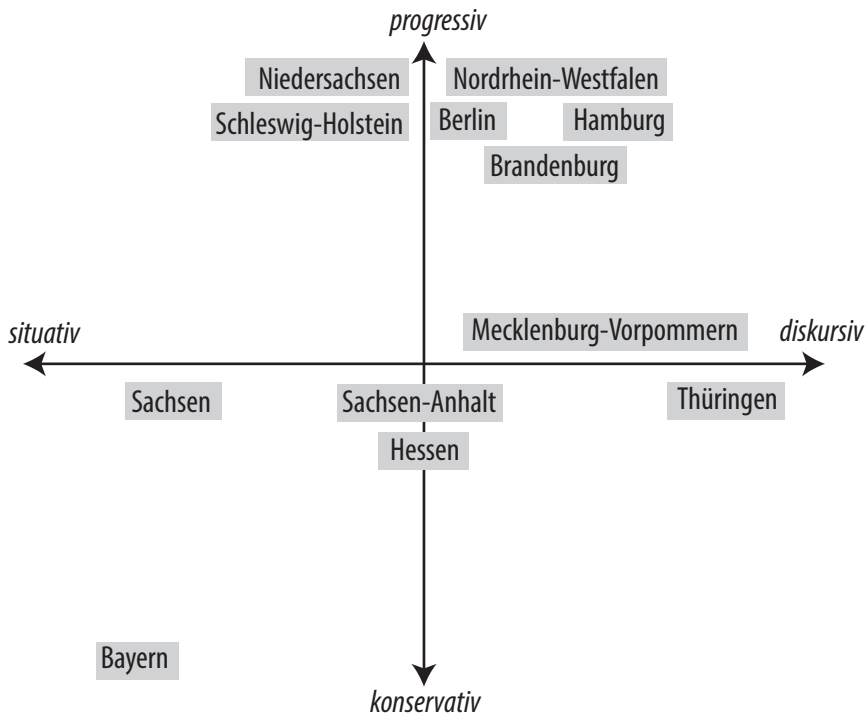 progressiv
Niedersachsen
Nordrhein-Westfalen
Schleswig-Holstein
Berlin
Hamburg
Brandenburg
situativ
Mecklenburg-Vorpommern
diskursiv
Sachsen
Sachsen-Anhalt
Thüringen
Hessen
Bayern
konservativ